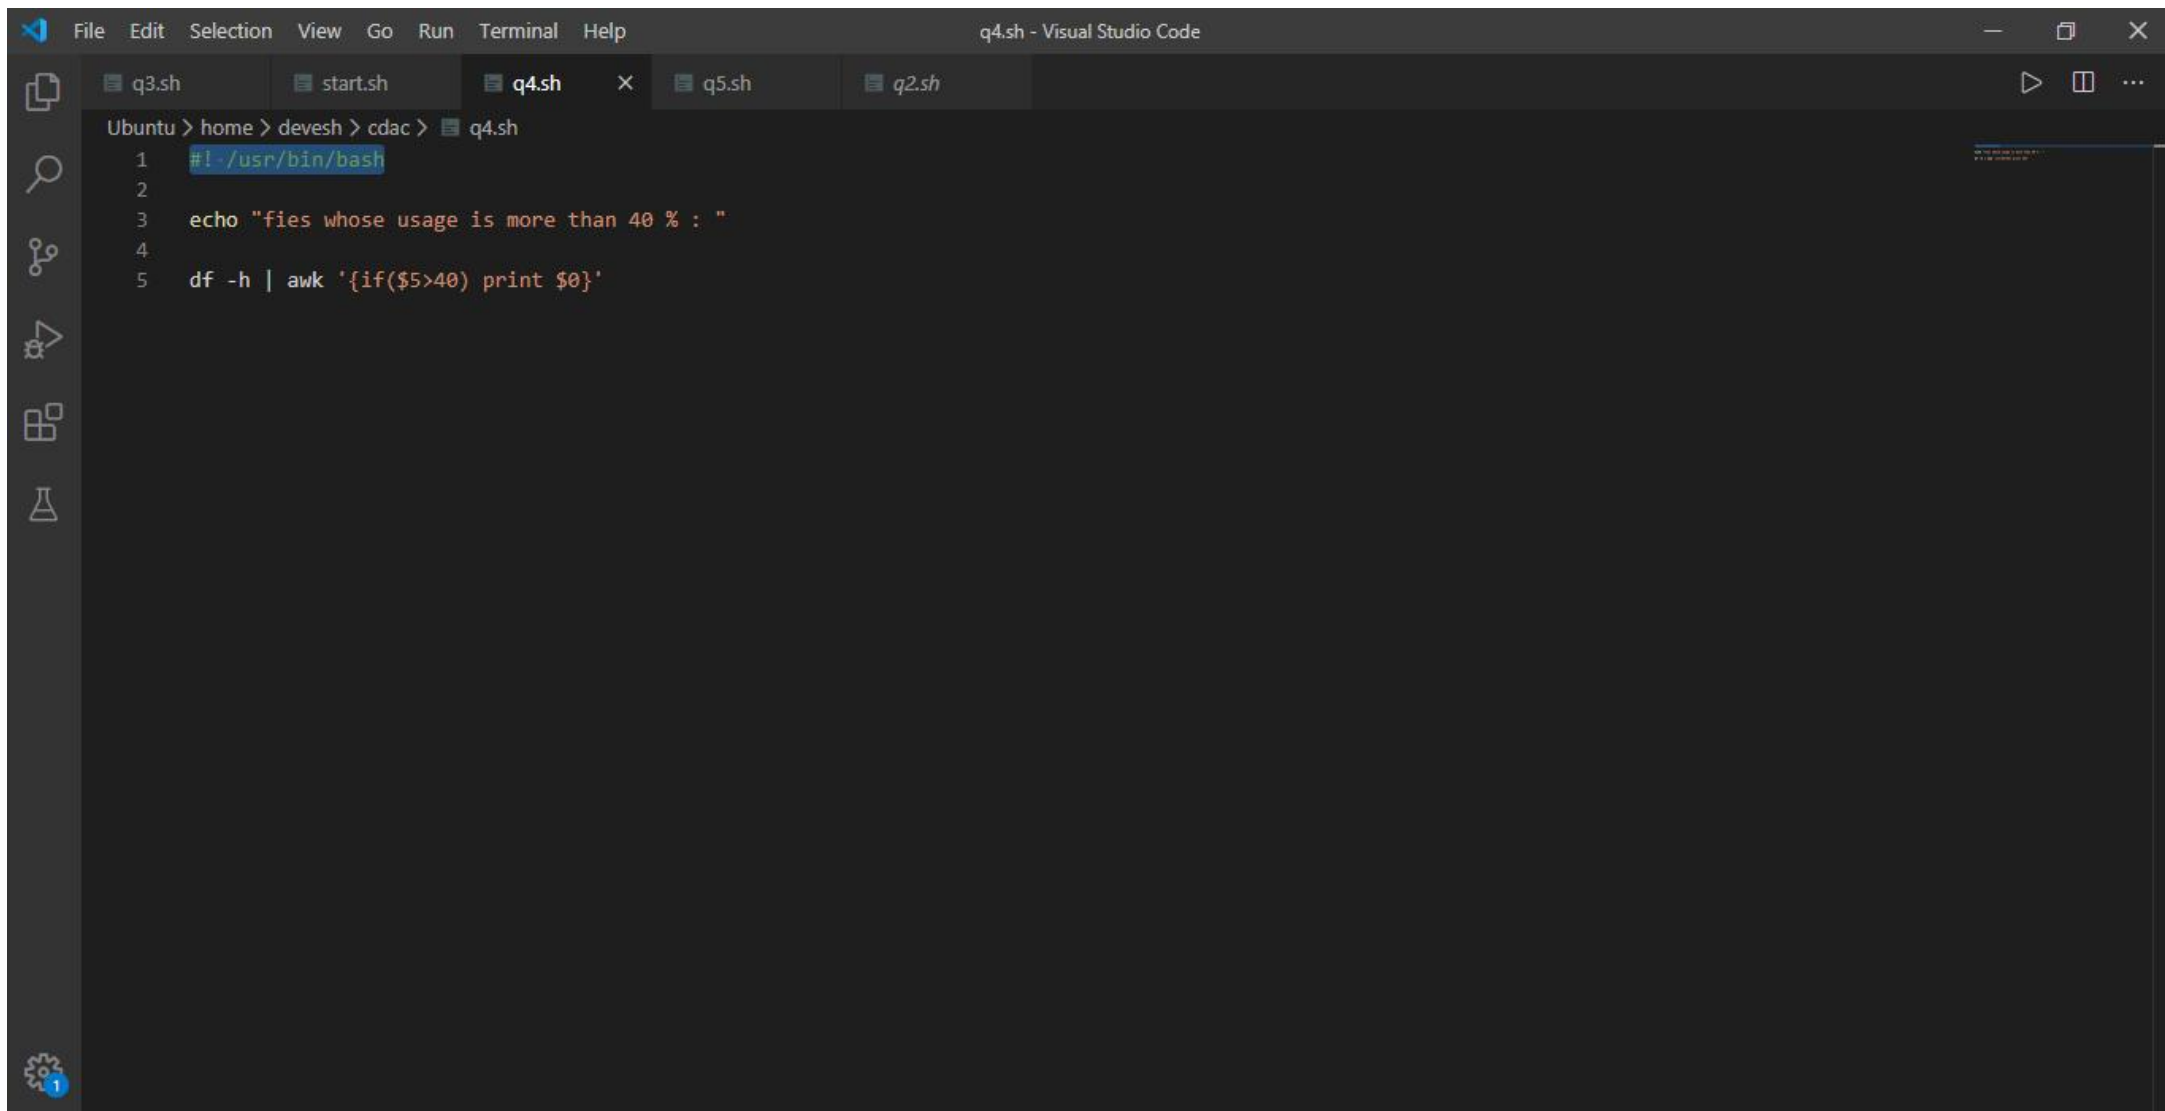 File Edit Selection View Go Run Terminal Help q4.sh - Visual Studio Code
q3.sh start.sh q4.sh q5.sh q2.sh
Ubuntu > home > devesh > cdac > q4.sh
1 #! /usr/bin/bash
2
3 echo "fies whose usage is more than 40 % : "
4
5 df -h | awk '{if($5>40) print $0}'
1